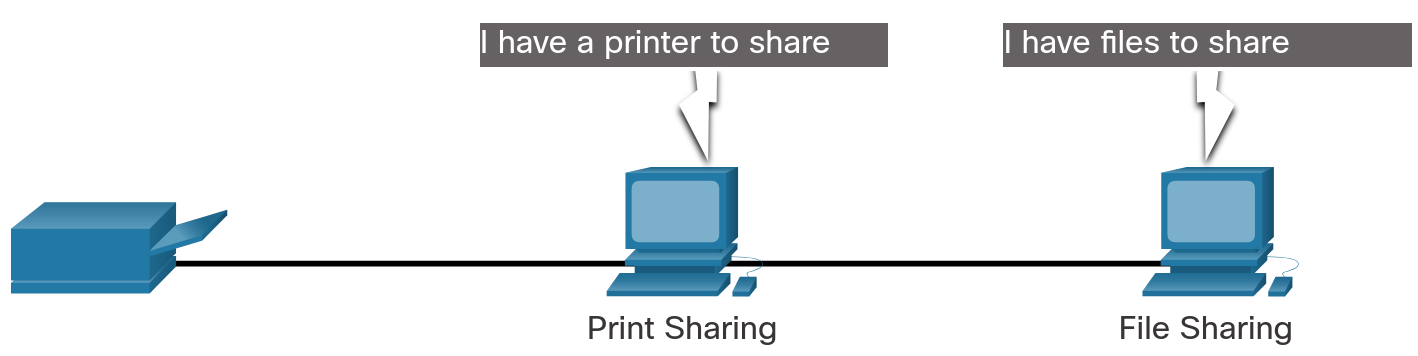 I have a printer to share
I have files to share
Print Sharing
File Sharing